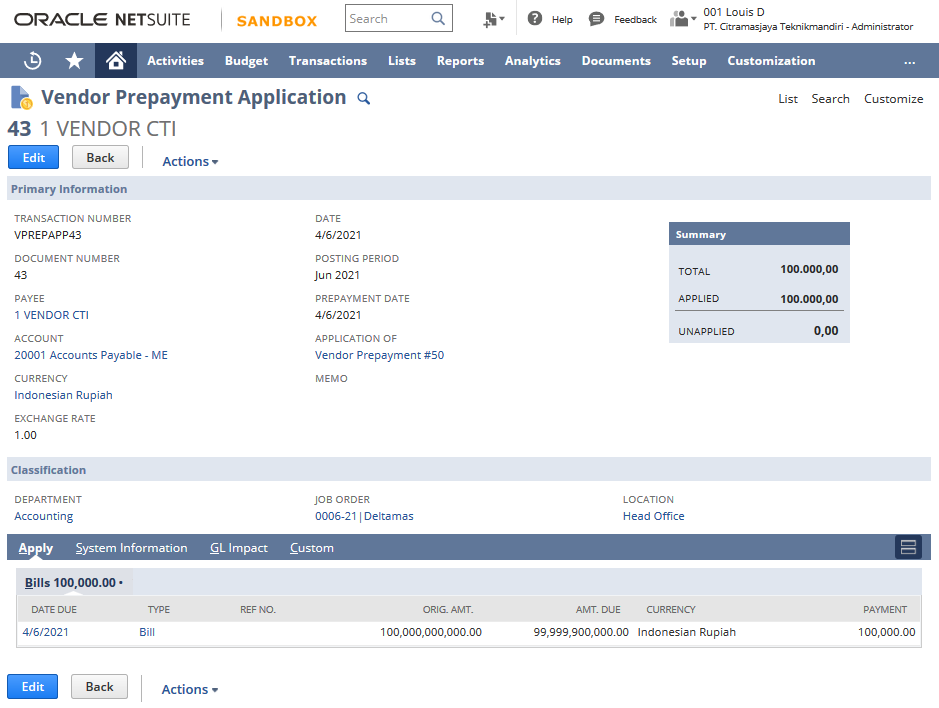 ORACLE NETSUITE SANDBOX Search Help Feedback 001 Louis D
PT. Citramasjaya Teknikmandiri - Administrator
Activities Budget Transactions Lists Reports Analytics Documents Setup Customization ...
Vendor Prepayment Application List Search Customize
43 1 VENDOR CTI
Edit Back Actions
Primary Information
TRANSACTION NUMBER DATE
VPREPAPP43 4/6/2021
Summary
DOCUMENT NUMBER POSTING PERIOD
43 Jun 2021
TOTAL 100.000,00
PAYEE PREPAYMENT DATE
APPLIED 100.000,00
1 VENDOR CTI 4/6/2021
UNAPPLIED 0,00
ACCOUNT APPLICATION OF
20001 Accounts Payable - ME Vendor Prepayment #50
CURRENCY MEMO
Indonesian Rupiah
EXCHANGE RATE
1.00
Classification
DEPARTMENT JOB ORDER LOCATION
Accounting 0006-21|Deltamas Head Office
Apply System Information GL Impact Custom
Bills 100,000.00 •
DATE DUE TYPE REF NO. ORIG. AMT. AMT. DUE CURRENCY PAYMENT
4/6/2021 Bill 100,000,000,000.00 99,999,900,000.00 Indonesian Rupiah 100,000.00
Edit Back Actions